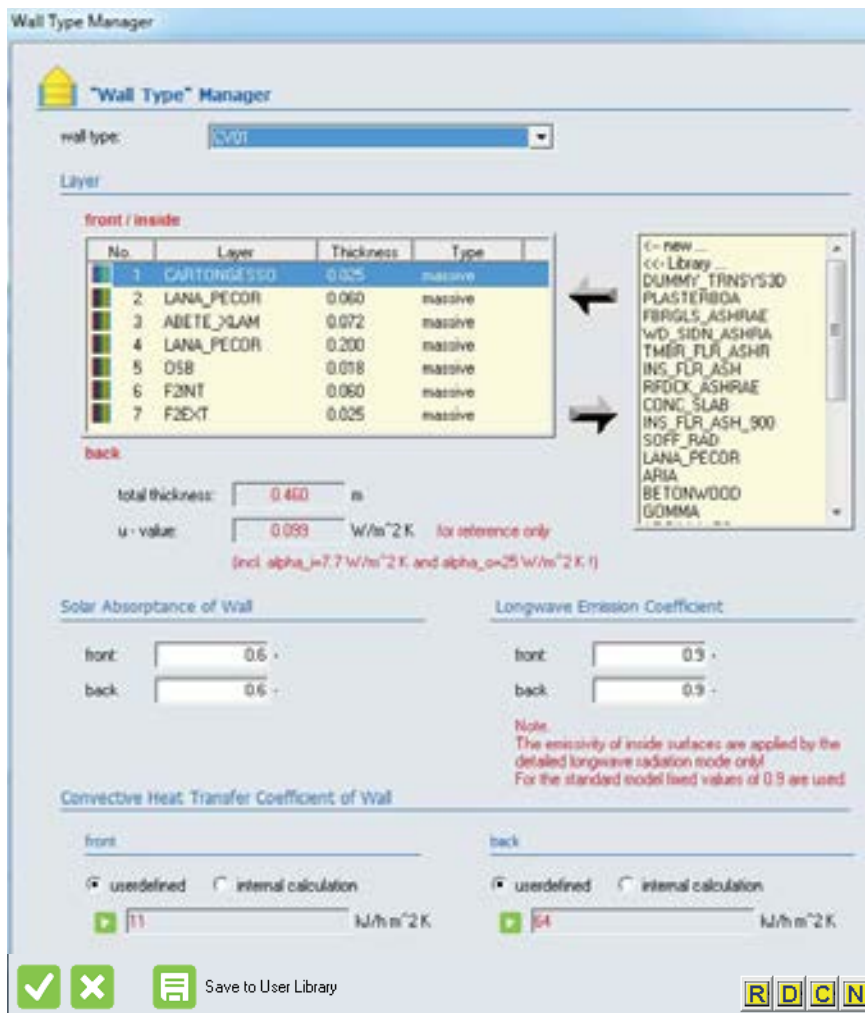 Wall Type Manager
"Wall Type" Manager
wall type: CV01
Layer
front / inside
No. Layer Thickness Type
1 CARTONGESSO 0.025 massive
2 LANA_PECOR 0.060 massive
3 ABETE_XLAM 0.072 massive
4 LANA_PECOR 0.200 massive
5 OSB 0.018 massive
6 F2INT 0.060 massive
7 F2EXT 0.025 massive
back
<-- new ...
<<- Library ...
DUMMY_TRNSYS3D
PLASTERBOA
FBRGLS_ASHRAE
WD_SIDN_ASHRA
TMBR_FLR_ASHR
INS_FLR_ASH
RFDCK_ASHRAE
CONC_SLAB
INS_FLR_ASH_900
SOFF_RAD
LANA_PECOR
ARIA
BETONWOOD
GOMMA
total thickness: 0.460 m
u - value: 0.099 W/m^2 K for reference only
(incl. alpha_i=7.7 W/m^2 K and alpha_o=25 W/m^2 K !)
Solar Absorptance of Wall
front: 0.6 -
back: 0.6 -
Longwave Emission Coefficient
front: 0.9 -
back: 0.9 -
Note:
The emissivity of inside surfaces are applied by the
detailed longwave radiation mode only!
For the standard model fixed values of 0.9 are used.
Convective Heat Transfer Coefficient of Wall
front
userdefined internal calculation
11 kJ/h m^2 K
back
userdefined internal calculation
64 kJ/h m^2 K
Save to User Library
R D C N